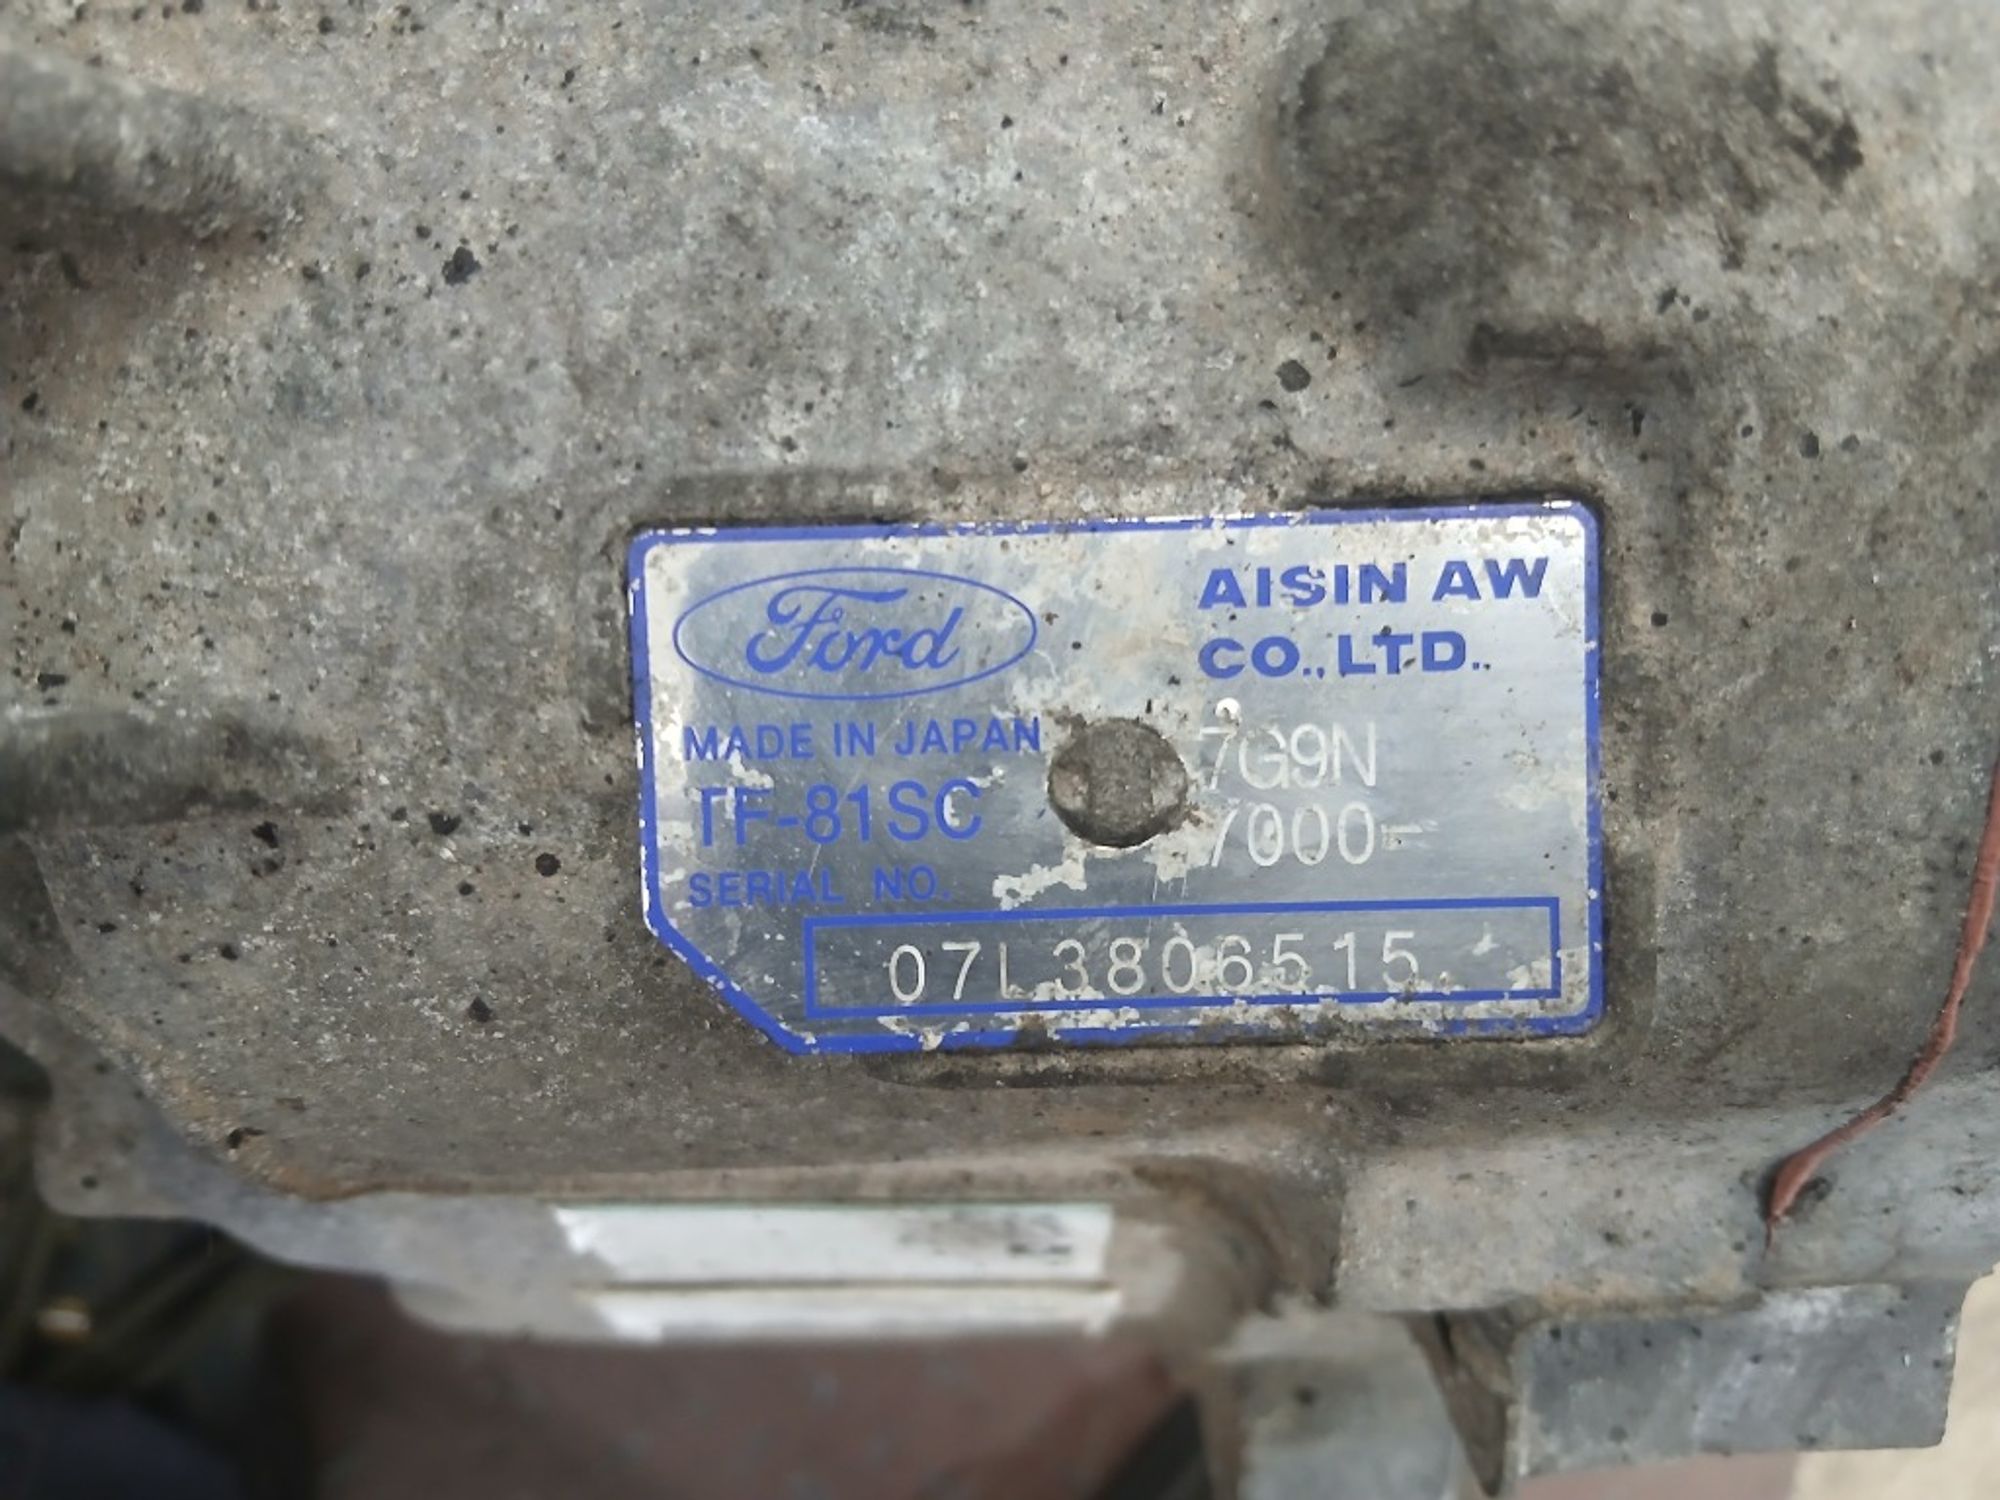 Ford
AISIN AW
CO., LTD..
MADE IN JAPAN
7G9N
TF-81SC
7000-
SERIAL NO.
07L3806515